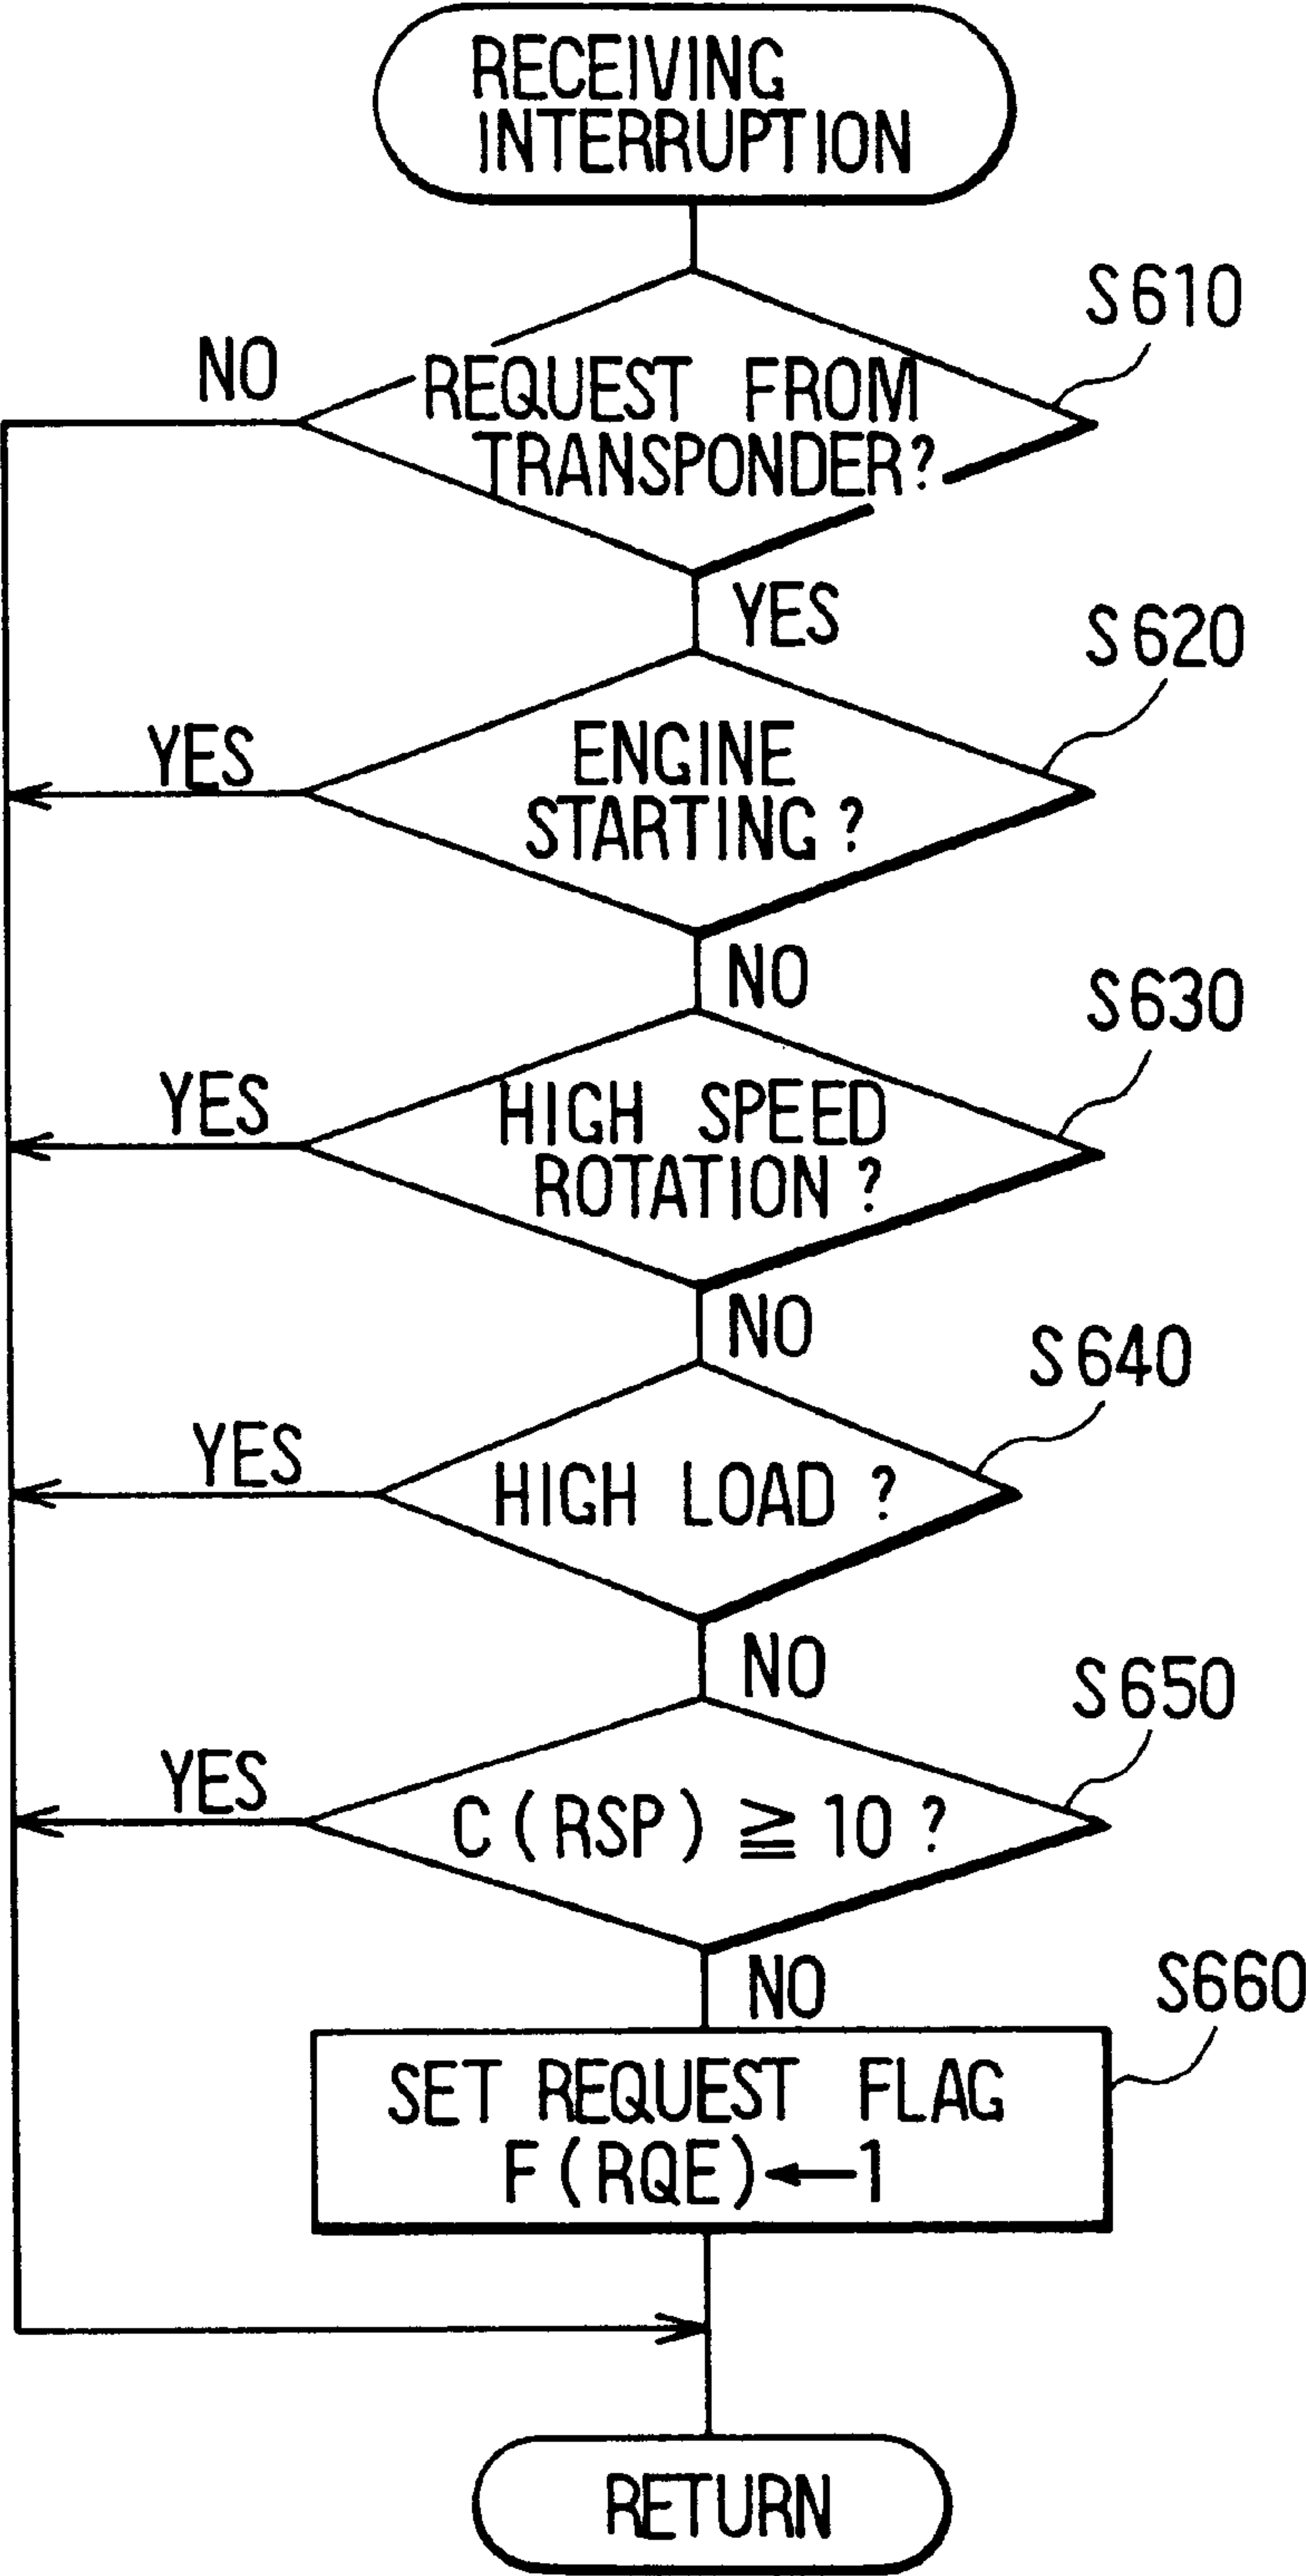 RECEIVING
INTERRUPTION
S610
NO
REQUEST FROM
TRANSPONDER?
YES
S620
YES
ENGINE
STARTING ?
NO
S630
YES
HIGH SPEED
ROTATION ?
NO
S640
YES
HIGH LOAD ?
NO
S650
YES
C(RSP) ≧ 10 ?
NO
S660
SET REQUEST FLAG
F(RQE)←1
RETURN